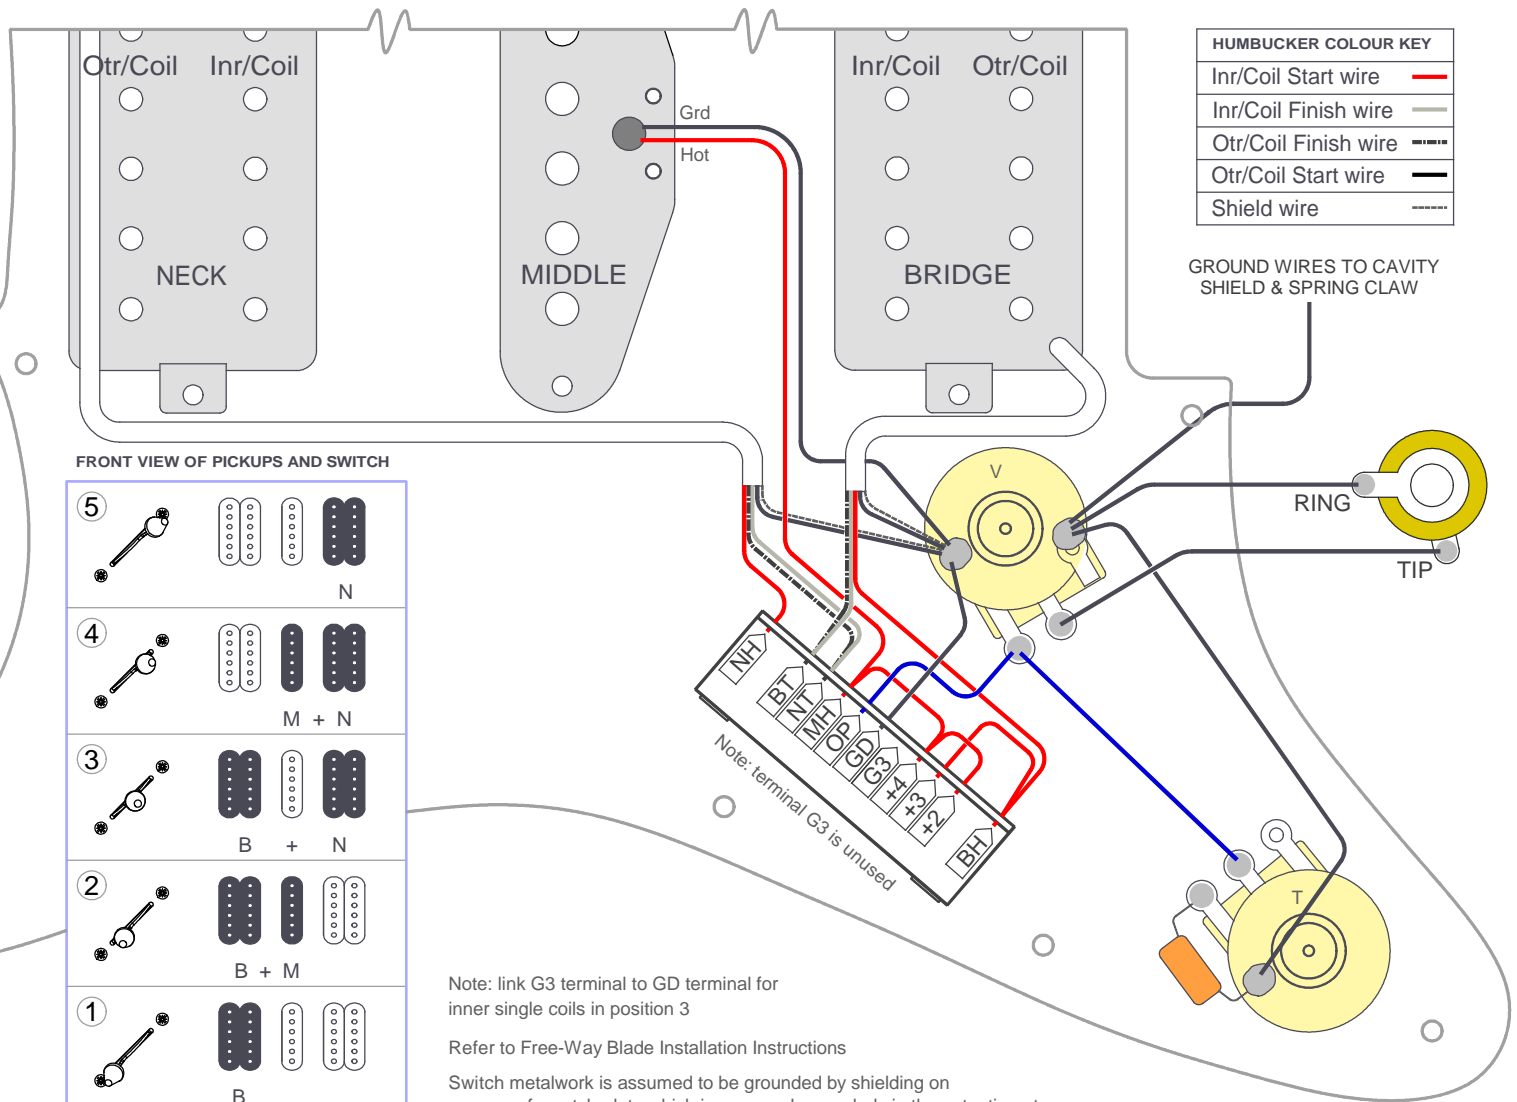 Otr/Coil Inr/Coil
Inr/Coil Otr/Coil
Grd
Hot
NECK
MIDDLE
BRIDGE
HUMBUCKER COLOUR KEY
Inr/Coil Start wire
Inr/Coil Finish wire
Otr/Coil Finish wire
Otr/Coil Start wire
Shield wire
GROUND WIRES TO CAVITY
SHIELD & SPRING CLAW
V
RING
TIP
T
FRONT VIEW OF PICKUPS AND SWITCH
5
N
4
M + N
3
B + N
2
B + M
1
B
NH
BT
NT
MH
OP
GD
G3
+4
+3
+2
BH
Note: terminal G3 is unused
Note: link G3 terminal to GD terminal for
inner single coils in position 3
Refer to Free-Way Blade Installation Instructions
Switch metalwork is assumed to be grounded by shielding on